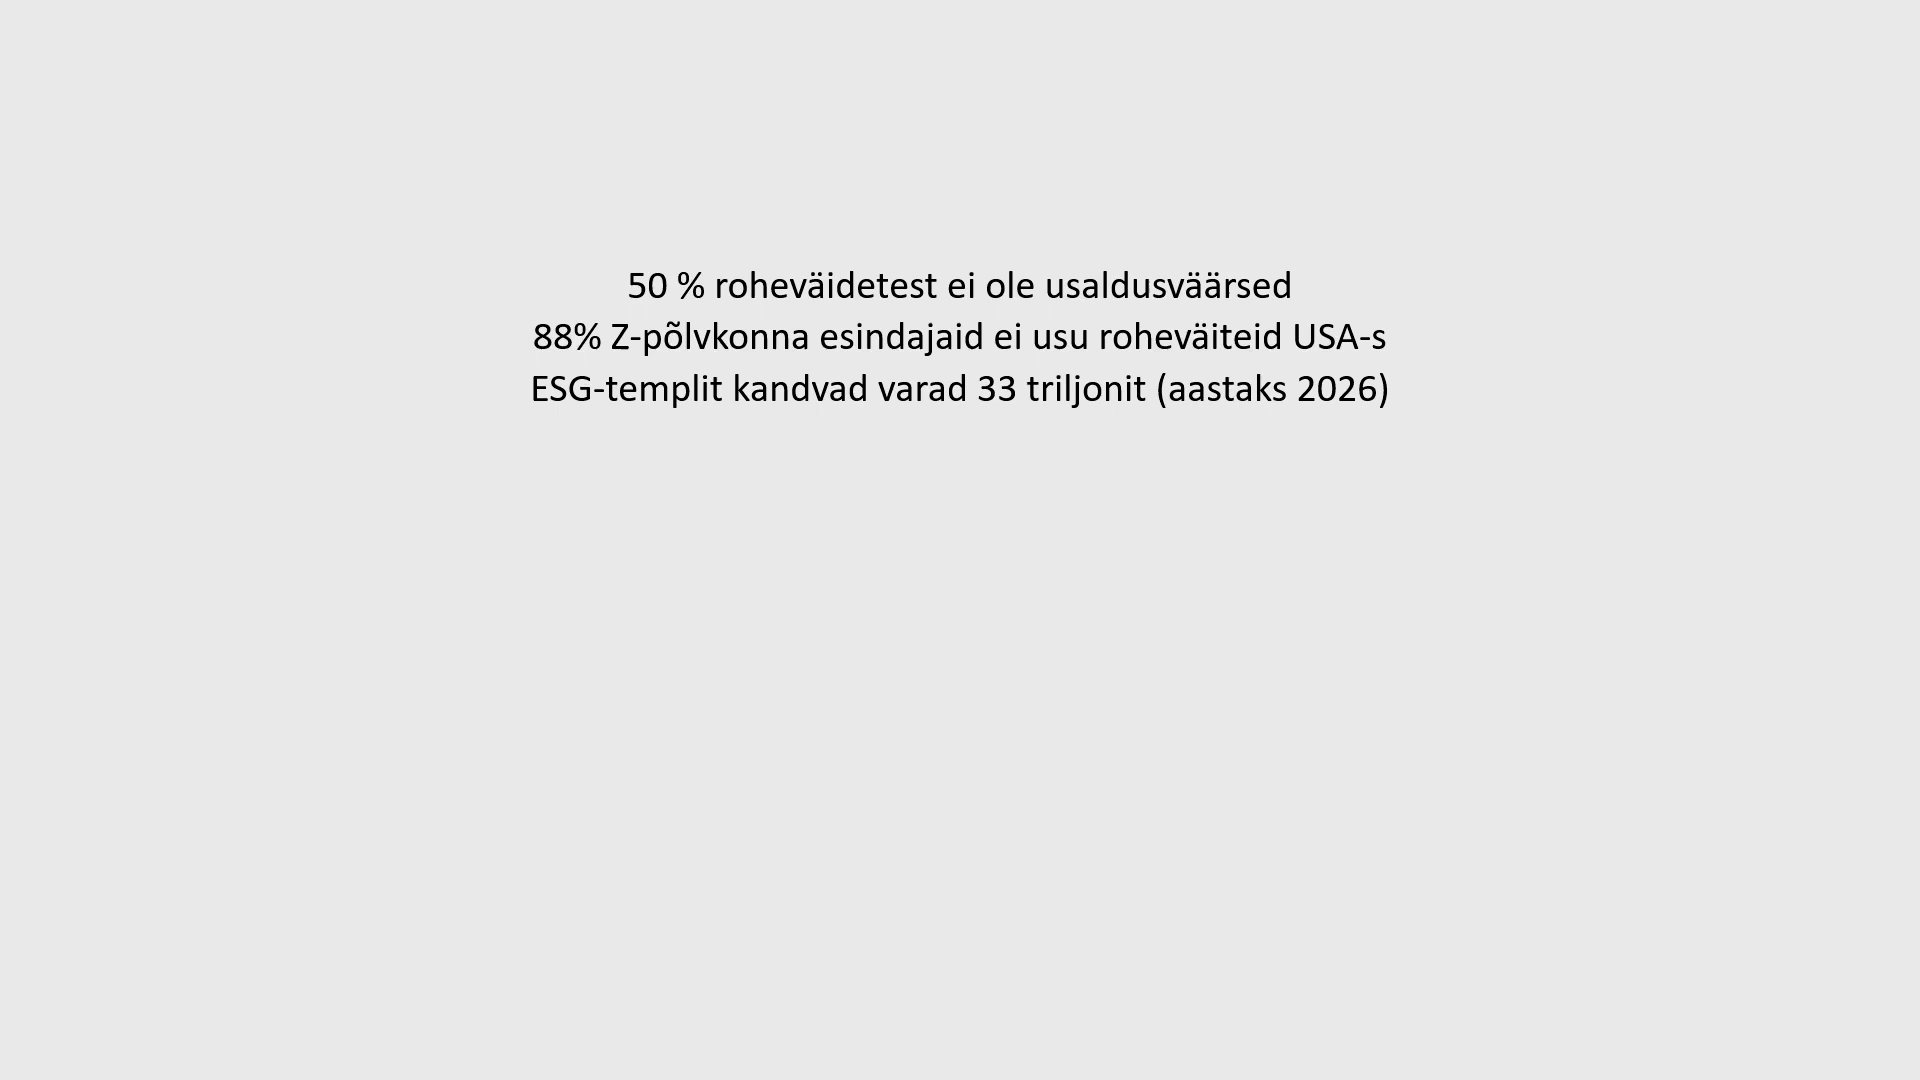 50 % roheväidetest ei ole usaldusväärsed
88% Z-põlvkonna esindajaid ei usu roheväiteid USA-s
ESG-templit kandvad varad 33 triljonit (aastaks 2026)